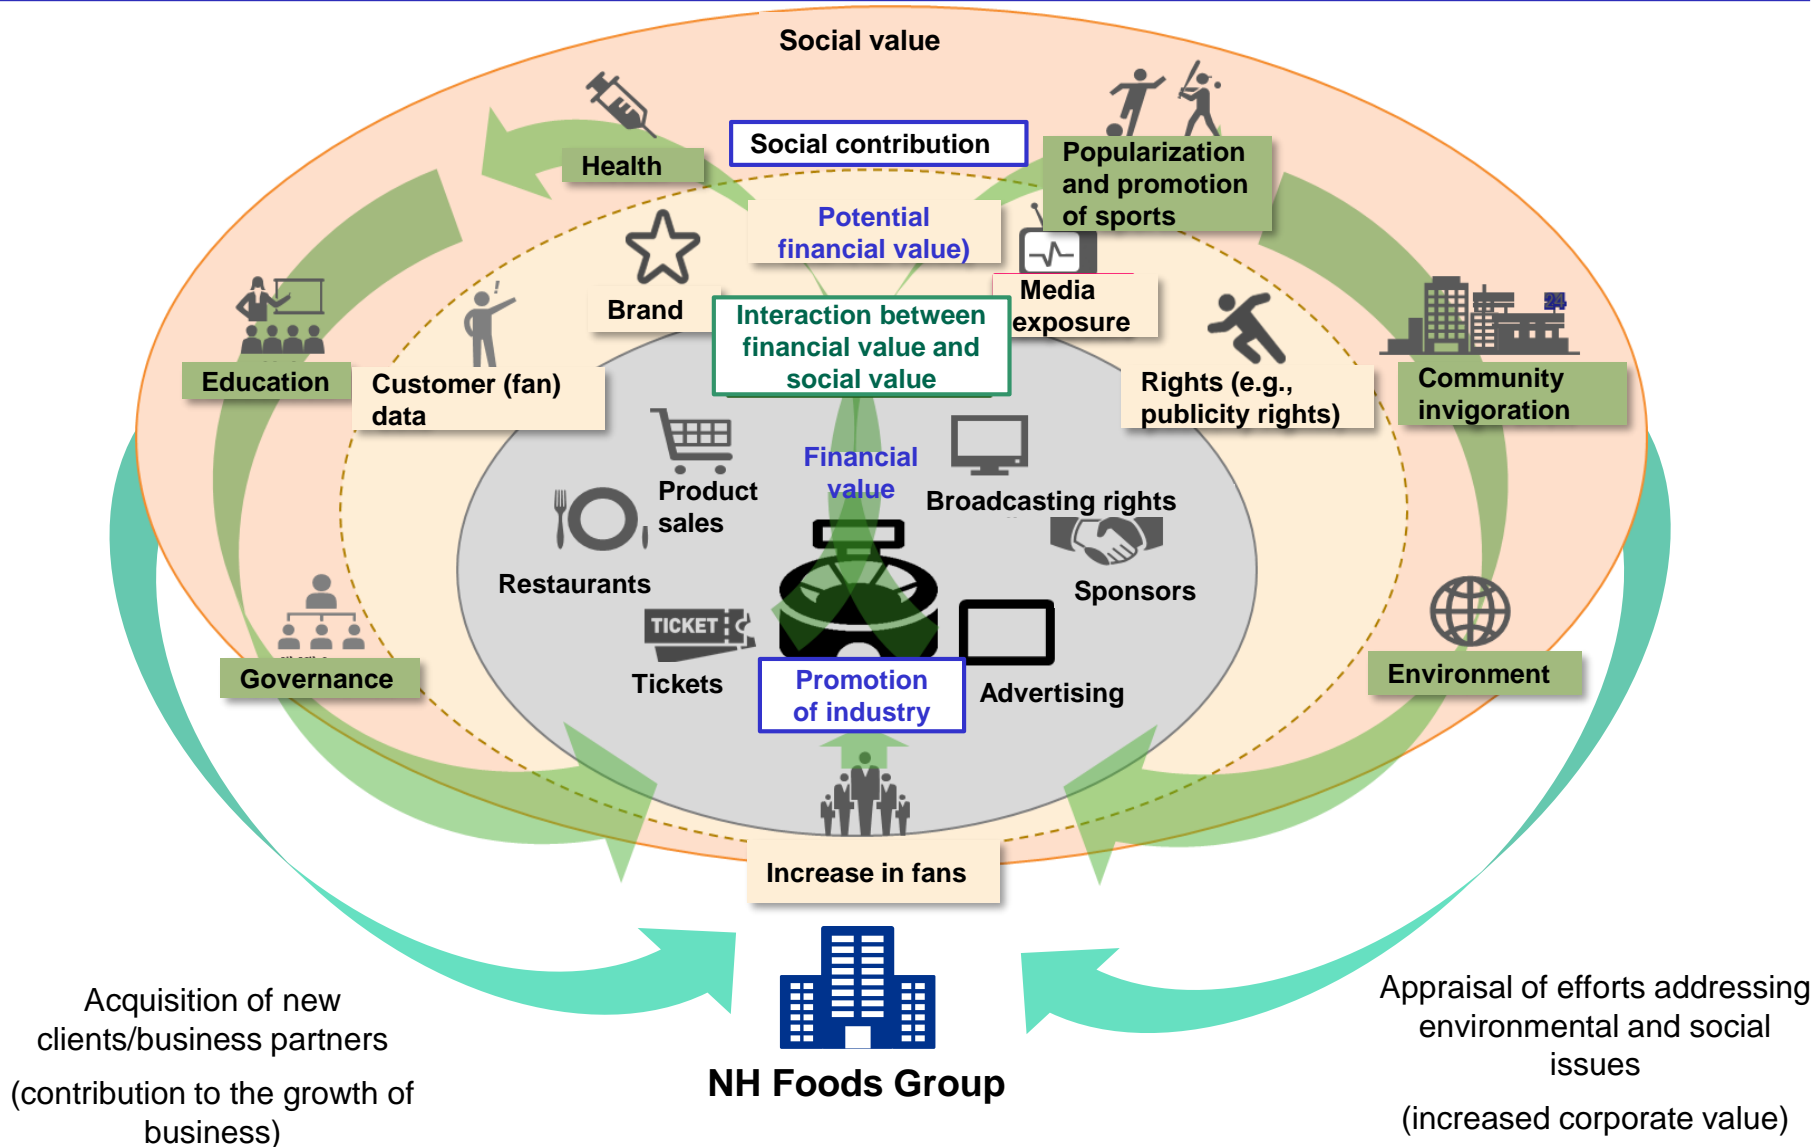 Social value
Social contribution
Health
Popularization
and promotion
of sports
Potential
financial value)
Brand
Media
exposure
Interaction between
financial value and
social value
24
Education
Customer (fan)
data
Rights (e.g.,
publicity rights)
Community
invigoration
Financial
value
Product
sales
Broadcasting rights
Restaurants
Sponsors
TICKET
Tickets
Governance
Promotion
of industry
Advertising
Environment
Increase in fans
NH Foods Group
Acquisition of new
clients/business partners
(contribution to the growth of
business)
Appraisal of efforts addressing
environmental and social
issues
(increased corporate value)